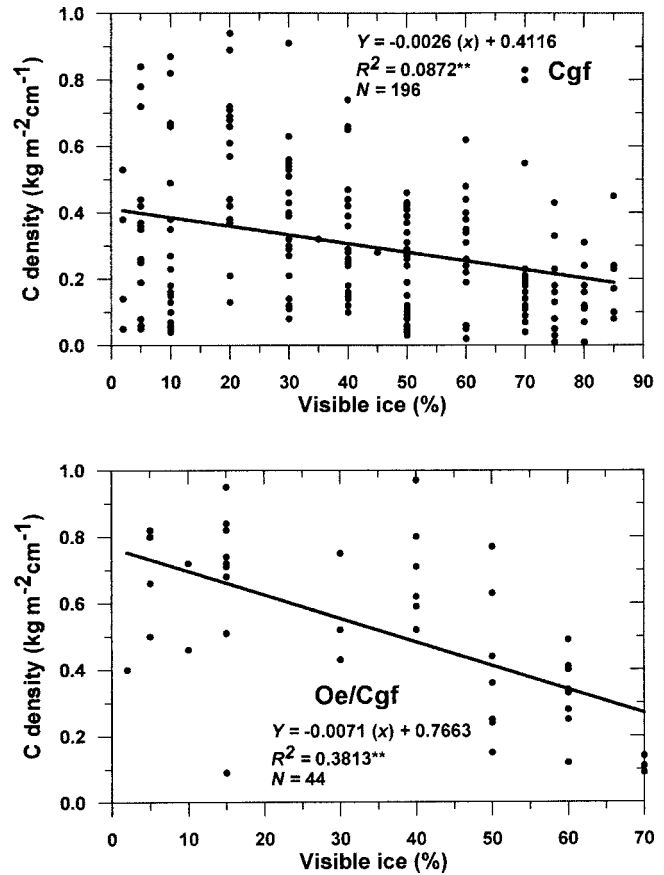 1.0
Y = -0.0026 (x) + 0.4116
R² = 0.0872** Cgf
N = 196
0.8
0.6
0.4
0.2
0.0
C density (kg m⁻²cm⁻¹)
0 10 20 30 40 50 60 70 80 90
Visible ice (%)
1.0
0.8
0.6
0.4
0.2
0.0
C density (kg m⁻²cm⁻¹)
Oe/Cgf
Y = -0.0071 (x) + 0.7663
R² = 0.3813**
N = 44
0 10 20 30 40 50 60 70
Visible ice (%)